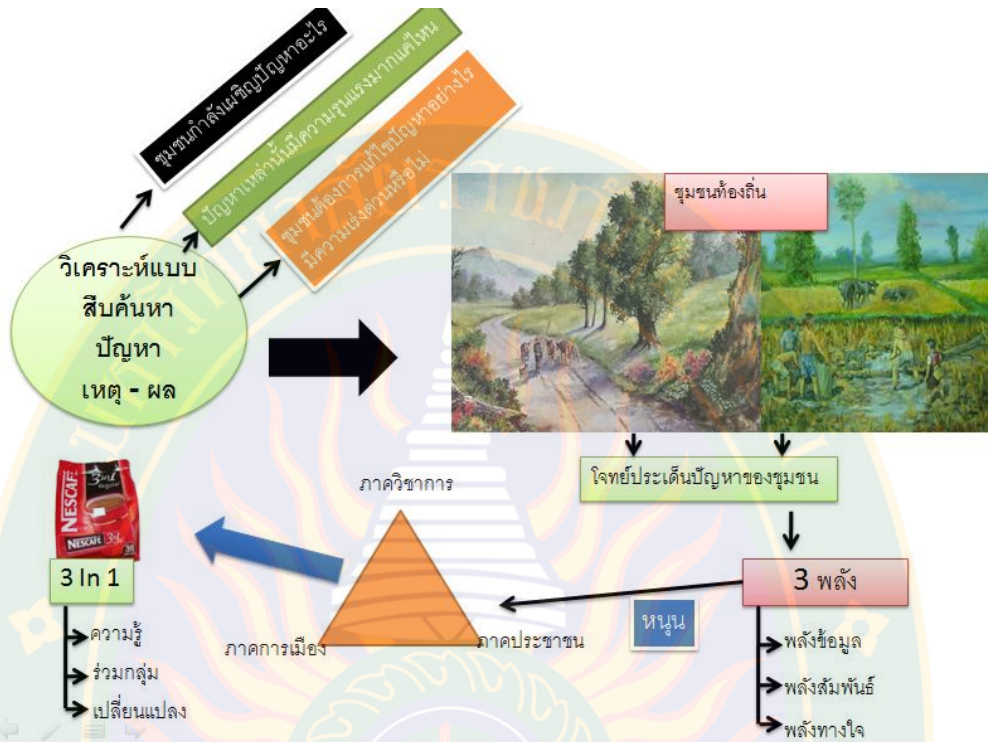 ชุมชนกำลังเผชิญปัญหาอะไร
ปัญหาเหล่านั้นมีความรุนแรงมากแค่ไหน
ชุมชนต้องการแก้ไขปัญหาอย่างไร
มีความเร่งด่วนหรือไม่
วิเคราะห์แบบ
สืบค้นหา
ปัญหา
เหตุ - ผล
ชุมชนท้องถิ่น
โจทย์ประเด็นปัญหาของชุมชน
3 พลัง
พลังข้อมูล
พลังสัมพันธ์
พลังทางใจ
หนุน
ภาควิชาการ
ภาคการเมือง
ภาคประชาชน
NESCAFÉ
3in1
Regular
NESCAFÉ 3in1
3 In 1
ความรู้
ร่วมกลุ่ม
เปลี่ยนแปลง